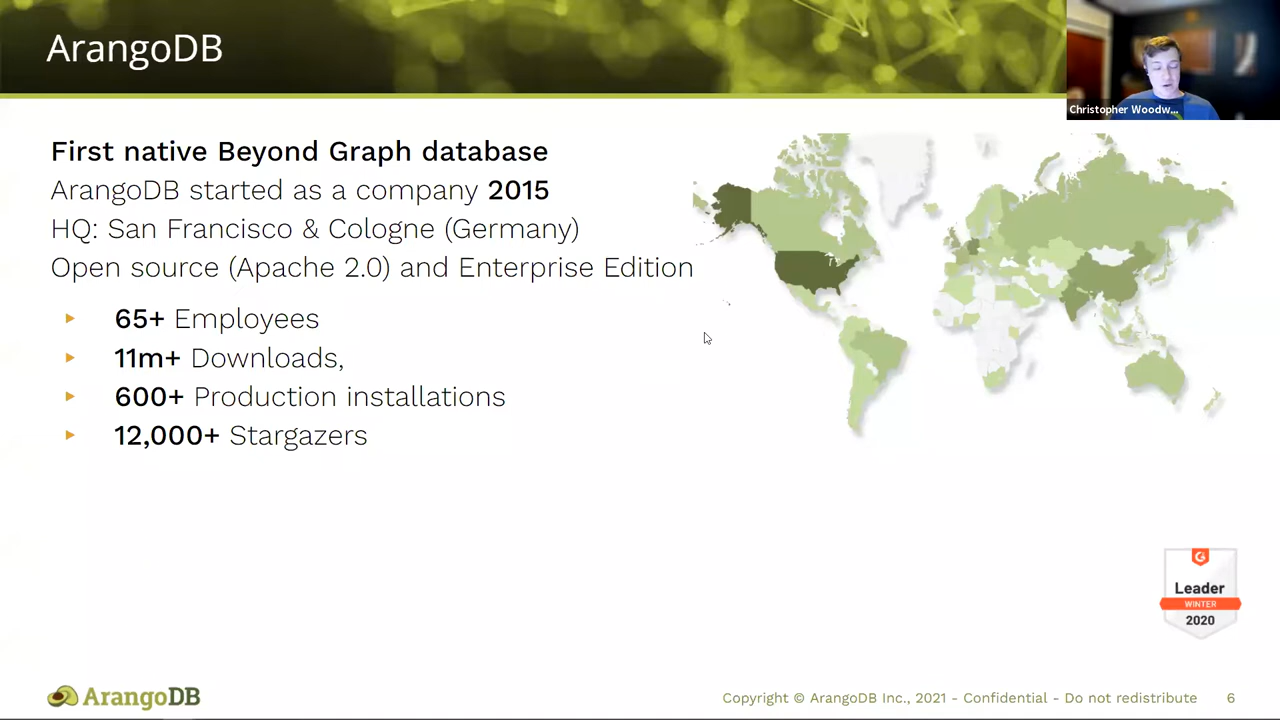 ArangoDB
Christopher Woodw...
First native Beyond Graph database
ArangoDB started as a company 2015
HQ: San Francisco & Cologne (Germany)
Open source (Apache 2.0) and Enterprise Edition
65+ Employees
11m+ Downloads,
600+ Production installations
12,000+ Stargazers
Leader
WINTER
2020
ArangoDB
Copyright © ArangoDB Inc., 2021 - Confidential - Do not redistribute
6